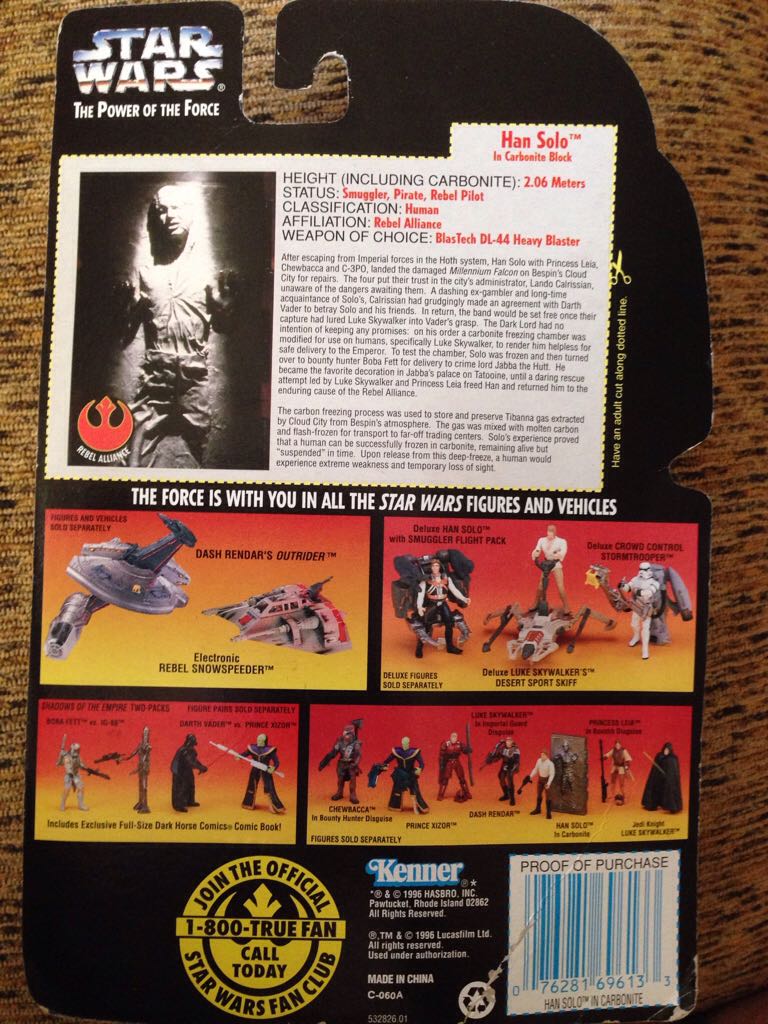 STAR
WARS®
THE POWER OF THE FORCE
Han Solo™
In Carbonite Block
HEIGHT (INCLUDING CARBONITE): 2.06 Meters
STATUS: Smuggler, Pirate, Rebel Pilot
CLASSIFICATION: Human
AFFILIATION: Rebel Alliance
WEAPON OF CHOICE: BlasTech DL-44 Heavy Blaster
After escaping from Imperial forces in the Hoth system, Han Solo with Princess Leia,
Chewbacca and C-3PO, landed the damaged Millennium Falcon on Bespin's Cloud
City for repairs. The four put their trust in the city's administrator, Lando Calrissian,
unaware of the dangers awaiting them. A dashing ex-gambler and long-time
acquaintance of Solo's, Calrissian had grudgingly made an agreement with Darth
Vader to betray Solo and his friends. In return, the band would be set free once their
capture had lured Luke Skywalker into Vader's grasp. The Dark Lord had no
intention of keeping any promises: on his order a carbonite freezing chamber was
modified for use on humans, specifically Luke Skywalker, to render him helpless for
safe delivery to the Emperor. To test the chamber, Solo was frozen and then turned
over to bounty hunter Boba Fett for delivery to crime lord Jabba the Hutt. He
became the favorite decoration in Jabba's palace on Tatooine, until a daring rescue
attempt led by Luke Skywalker and Princess Leia freed Han and returned him to the
enduring cause of the Rebel Alliance.
The carbon freezing process was used to store and preserve Tibanna gas extracted
by Cloud City from Bespin's atmosphere. The gas was mixed with molten carbon
and flash-frozen for transport to far-off trading centers. Solo's experience proved
that a human can be successfully frozen in carbonite, remaining alive but
"suspended" in time. Upon release from this deep-freeze, a human would
experience extreme weakness and temporary loss of sight.
REBEL ALLIANCE
Have an adult cut along dotted line.
THE FORCE IS WITH YOU IN ALL THE STAR WARS FIGURES AND VEHICLES
FIGURES AND VEHICLES
SOLD SEPARATELY
DASH RENDAR'S OUTRIDER™
Electronic
REBEL SNOWSPEEDER™
Deluxe HAN SOLO™
with SMUGGLER FLIGHT PACK
Deluxe CROWD CONTROL
STORMTROOPER™
DELUXE FIGURES
SOLD SEPARATELY
Deluxe LUKE SKYWALKER'S™
DESERT SPORT SKIFF
SHADOWS OF THE EMPIRE TWO-PACKS
FIGURE PAIRS SOLD SEPARATELY
BOBA FETT™ vs. IG-88™
DARTH VADER™ vs. PRINCE XIZOR™
Includes Exclusive Full-Size Dark Horse Comics® Comic Book!
LUKE SKYWALKER™
in Imperial Guard
Disguise
PRINCESS LEIA™
in Boushh Disguise
CHEWBACCA™
In Bounty Hunter Disguise
PRINCE XIZOR™
DASH RENDAR™
HAN SOLO™
In Carbonite
Jedi Knight
LUKE SKYWALKER™
FIGURES SOLD SEPARATELY
JOIN THE OFFICIAL
1-800-TRUE FAN
CALL
TODAY
STAR WARS FAN CLUB
Kenner®*
*® & © 1996 HASBRO, INC.
Pawtucket, Rhode Island 02862
All Rights Reserved.
®,TM & © 1996 Lucasfilm Ltd.
All rights reserved.
Used under authorization.
MADE IN CHINA
C-060A
532826.01
PROOF OF PURCHASE
0 76281 69613 3
HAN SOLO™ IN CARBONITE